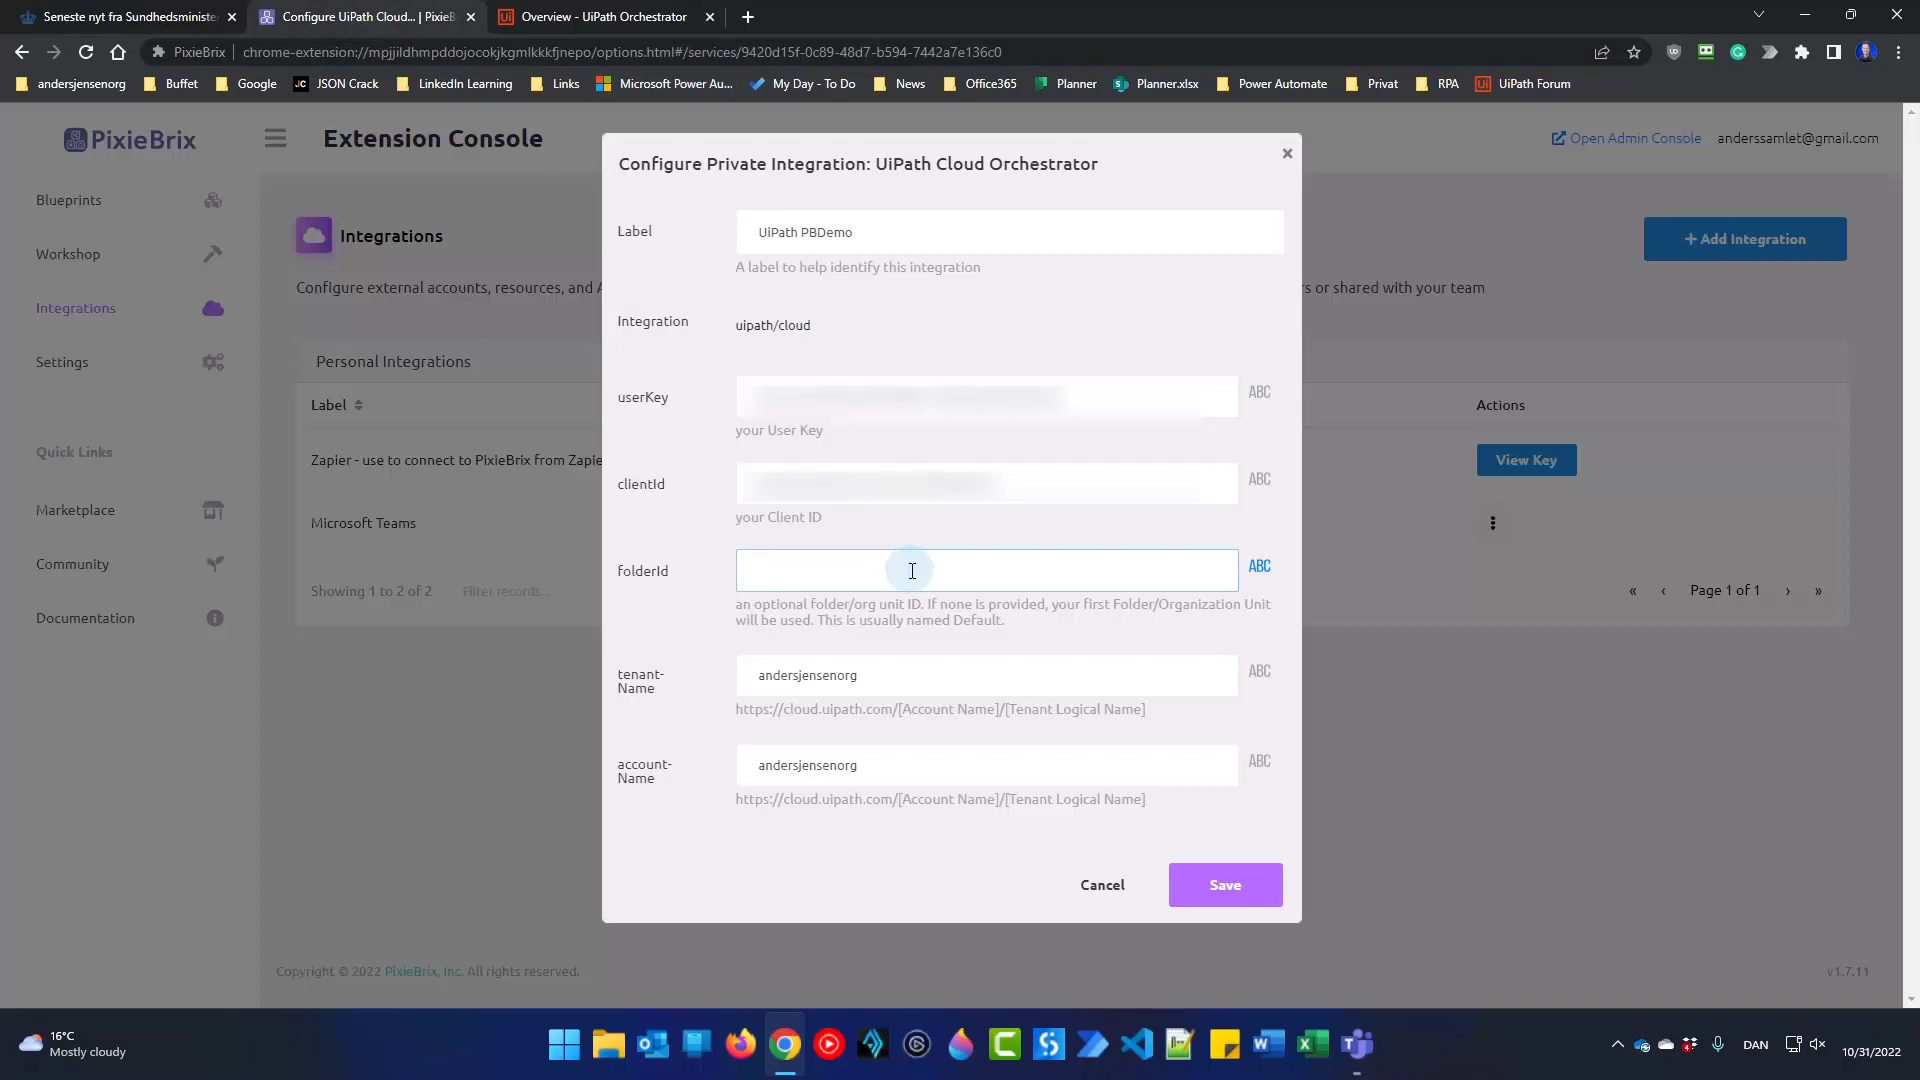 Seneste nyt fra Sundhedsminister
Configure UiPath Cloud... | PixieB
Overview - UiPath Orchestrator
PixieBrix
chrome-extension://mpjjildhmpddojocokjkgmlkkkfjnepo/options.html#/services/9420d15f-0c89-48d7-b594-7442a7e136c0
andersjensenorg
Buffet
Google
JC
JSON Crack
LinkedIn Learning
Links
Microsoft Power Au...
My Day - To Do
News
Office365
Planner
Planner.xlsx
Power Automate
Privat
RPA
UiPath Forum
PixieBrix
Extension Console
Open Admin Console
anderssamlet@gmail.com
Blueprints
Workshop
Integrations
Settings
Quick Links
Marketplace
Community
Documentation
Integrations
+ Add Integration
Configure external accounts, resources, and A
rs or shared with your team
Personal Integrations
Label
Actions
Zapier - use to connect to PixieBrix from Zapie
View Key
Microsoft Teams
Showing 1 to 2 of 2
Filter records...
« ‹ Page 1 of 1 › »
Configure Private Integration: UiPath Cloud Orchestrator
×
Label
UiPath PBDemo
A label to help identify this integration
Integration
uipath/cloud
userKey
ABC
your User Key
clientId
ABC
your Client ID
folderId
ABC
an optional folder/org unit ID. If none is provided, your first Folder/Organization Unit
will be used. This is usually named Default.
tenant-
Name
andersjensenorg
ABC
https://cloud.uipath.com/[Account Name]/[Tenant Logical Name]
account-
Name
andersjensenorg
ABC
https://cloud.uipath.com/[Account Name]/[Tenant Logical Name]
Cancel
Save
Copyright © 2022 PixieBrix, Inc. All rights reserved.
v1.7.11
16°C
Mostly cloudy
DAN
10/31/2022